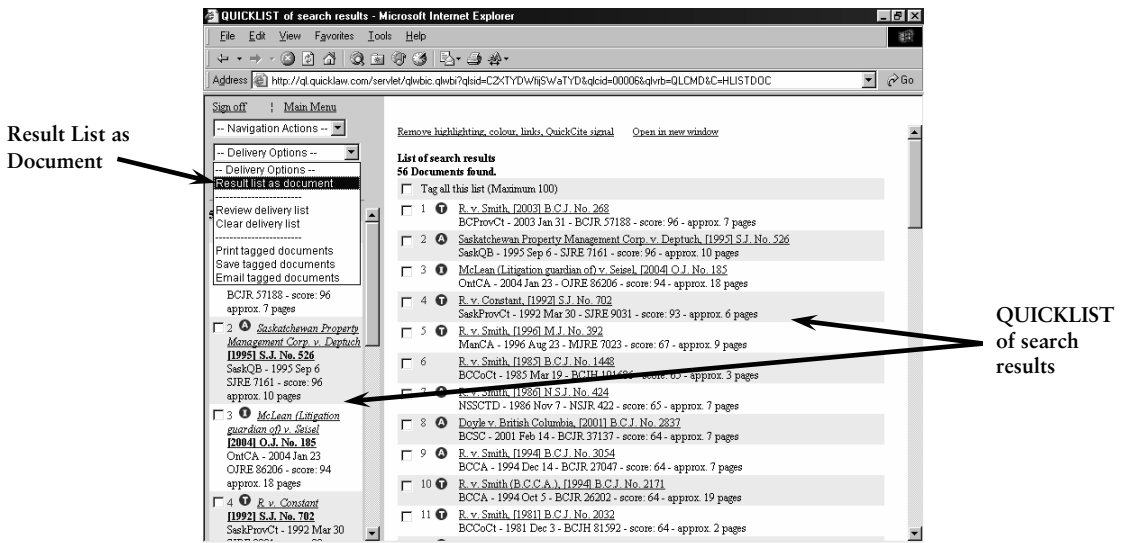 QUICKLIST of search results - Microsoft Internet Explorer
File Edit View Favorites Tools Help
Address http://ql.quicklaw.com/servlet/qlwbic.qlwbi?qlsid=CZXTYDWfijSWaTYD&qlcid=00006&qlvrb=QLCMD&C=HLISTDOC Go
Sign off | Main Menu
-- Navigation Actions --
-- Delivery Options --
-- Delivery Options --
Result list as document
------------------------
Review delivery list
Clear delivery list
------------------------
Print tagged documents
Save tagged documents
Email tagged documents
BCJR 57188 - score: 96
approx. 7 pages
2 A Saskatchewan Property
Management Corp. v. Deptuch
[1995] S.J. No. 526
SaskQB - 1995 Sep 6
SJRE 7161 - score: 96
approx. 10 pages
3 I McLean (Litigation
guardian of) v. Seisel
[2004] O.J. No. 185
OntCA - 2004 Jan 23
OJRE 86206 - score: 94
approx. 18 pages
4 T R. v. Constant
[1992] S.J. No. 702
SaskProvCt - 1992 Mar 30
Remove highlighting, colour, links, QuickCite signal Open in new window
List of search results
56 Documents found.
Tag all this list (Maximum 100)
1 T R. v. Smith, [2003] B.C.J. No. 268
BCProvCt - 2003 Jan 31 - BCJR 57188 - score: 96 - approx. 7 pages
2 A Saskatchewan Property Management Corp. v. Deptuch, [1995] S.J. No. 526
SaskQB - 1995 Sep 6 - SJRE 7161 - score: 96 - approx. 10 pages
3 I McLean (Litigation guardian of) v. Seisel, [2004] O.J. No. 185
OntCA - 2004 Jan 23 - OJRE 86206 - score: 94 - approx. 18 pages
4 T R. v. Constant, [1992] S.J. No. 702
SaskProvCt - 1992 Mar 30 - SJRE 9031 - score: 93 - approx. 6 pages
5 T R. v. Smith, [1996] M.J. No. 392
ManCA - 1996 Aug 23 - MJRE 7023 - score: 67 - approx. 9 pages
6 R. v. Smith, [1985] B.C.J. No. 1448
BCCoCt - 1985 Mar 19 - BCJH - score: 65 - approx. 3 pages
7 R. v. Smith, [1986] N.S.J. No. 424
NSSCTD - 1986 Nov 7 - NSJR 422 - score: 65 - approx. 7 pages
8 A Doyle v. British Columbia, [2001] B.C.J. No. 2837
BCSC - 2001 Feb 14 - BCJR 37137 - score: 64 - approx. 7 pages
9 A R. v. Smith, [1994] B.C.J. No. 3054
BCCA - 1994 Dec 14 - BCJR 27047 - score: 64 - approx. 7 pages
10 T R. v. Smith (B.C.C.A.), [1994] B.C.J. No. 2171
BCCA - 1994 Oct 5 - BCJR 26202 - score: 64 - approx. 19 pages
11 T R. v. Smith, [1981] B.C.J. No. 2032
BCCoCt - 1981 Dec 3 - BCJH 81592 - score: 64 - approx. 2 pages
Result List as
Document
QUICKLIST
of search
results